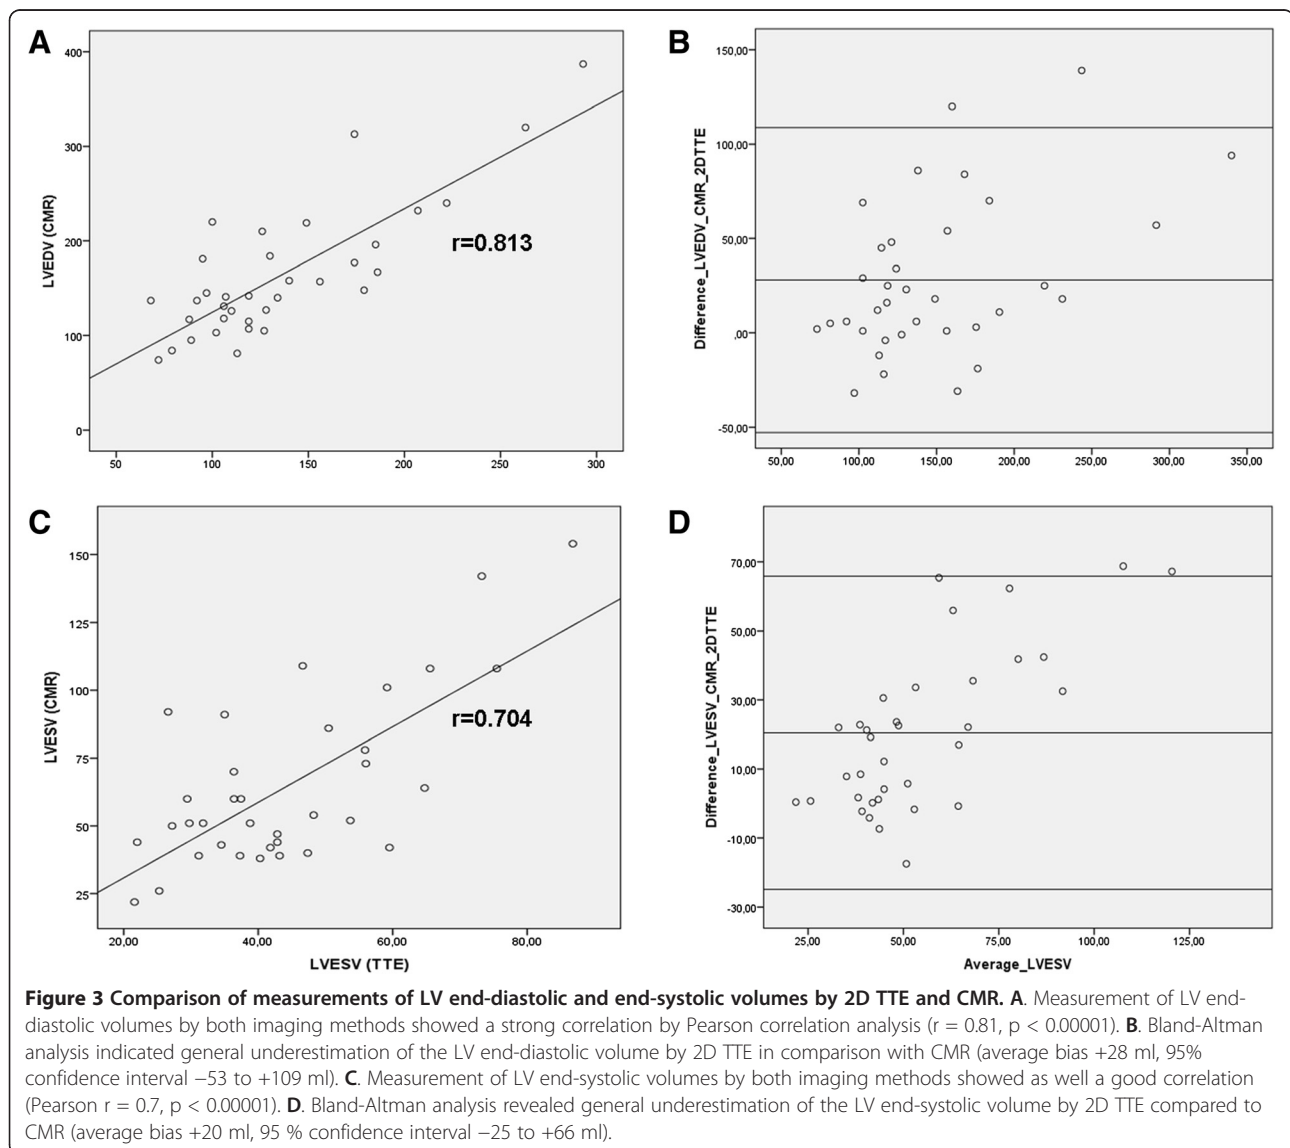 A
400
300
200
100
0
LVEDV (CMR)
r=0.813
50 100 150 200 250 300
B
150,00
100,00
50,00
,00
-50,00
Difference_LVEDV_CMR_2DTTE
50,00 100,00 150,00 200,00 250,00 300,00 350,00
C
150
125
100
75
50
25
LVESV (CMR)
r=0.704
20,00 40,00 60,00 80,00
LVESV (TTE)
D
70,00
50,00
30,00
10,00
-10,00
-30,00
Difference_LVESV_CMR_2DTTE
25,00 50,00 75,00 100,00 125,00
Average_LVESV
Figure 3 Comparison of measurements of LV end-diastolic and end-systolic volumes by 2D TTE and CMR. A. Measurement of LV end-
diastolic volumes by both imaging methods showed a strong correlation by Pearson correlation analysis (r = 0.81, p < 0.00001). B. Bland-Altman
analysis indicated general underestimation of the LV end-diastolic volume by 2D TTE in comparison with CMR (average bias +28 ml, 95%
confidence interval −53 to +109 ml). C. Measurement of LV end-systolic volumes by both imaging methods showed as well a good correlation
(Pearson r = 0.7, p < 0.00001). D. Bland-Altman analysis revealed general underestimation of the LV end-systolic volume by 2D TTE compared to
CMR (average bias +20 ml, 95 % confidence interval −25 to +66 ml).